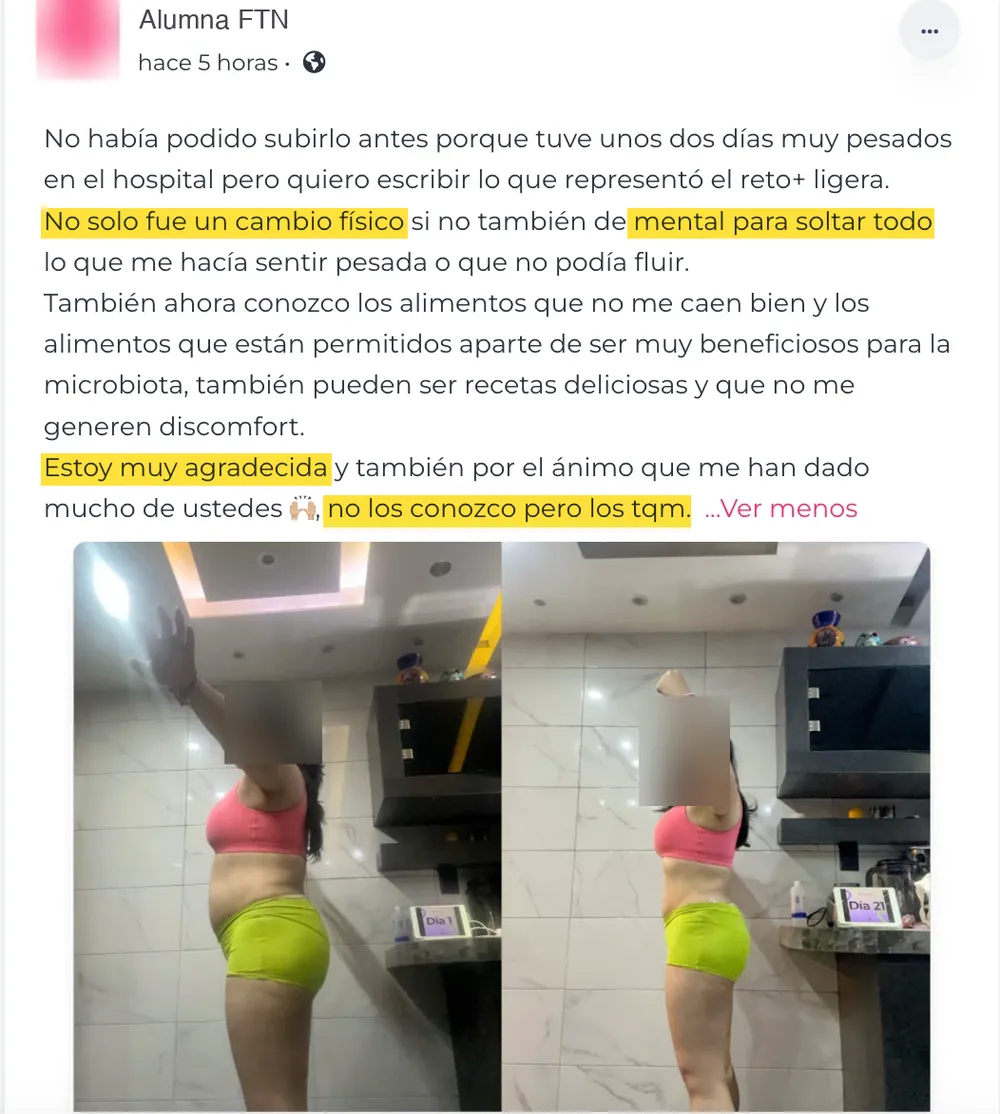 Alumna FTN
hace 5 horas ·
...
No había podido subirlo antes porque tuve unos dos días muy pesados
en el hospital pero quiero escribir lo que representó el reto+ ligera.
No solo fue un cambio físico si no también de mental para soltar todo
lo que me hacía sentir pesada o que no podía fluir.
También ahora conozco los alimentos que no me caen bien y los
alimentos que están permitidos aparte de ser muy beneficiosos para la
microbiota, también pueden ser recetas deliciosas y que no me
generen discomfort.
Estoy muy agradecida y también por el ánimo que me han dado
mucho de ustedes 🙌🏼, no los conozco pero los tqm. ...Ver menos
Día 1
Día 21